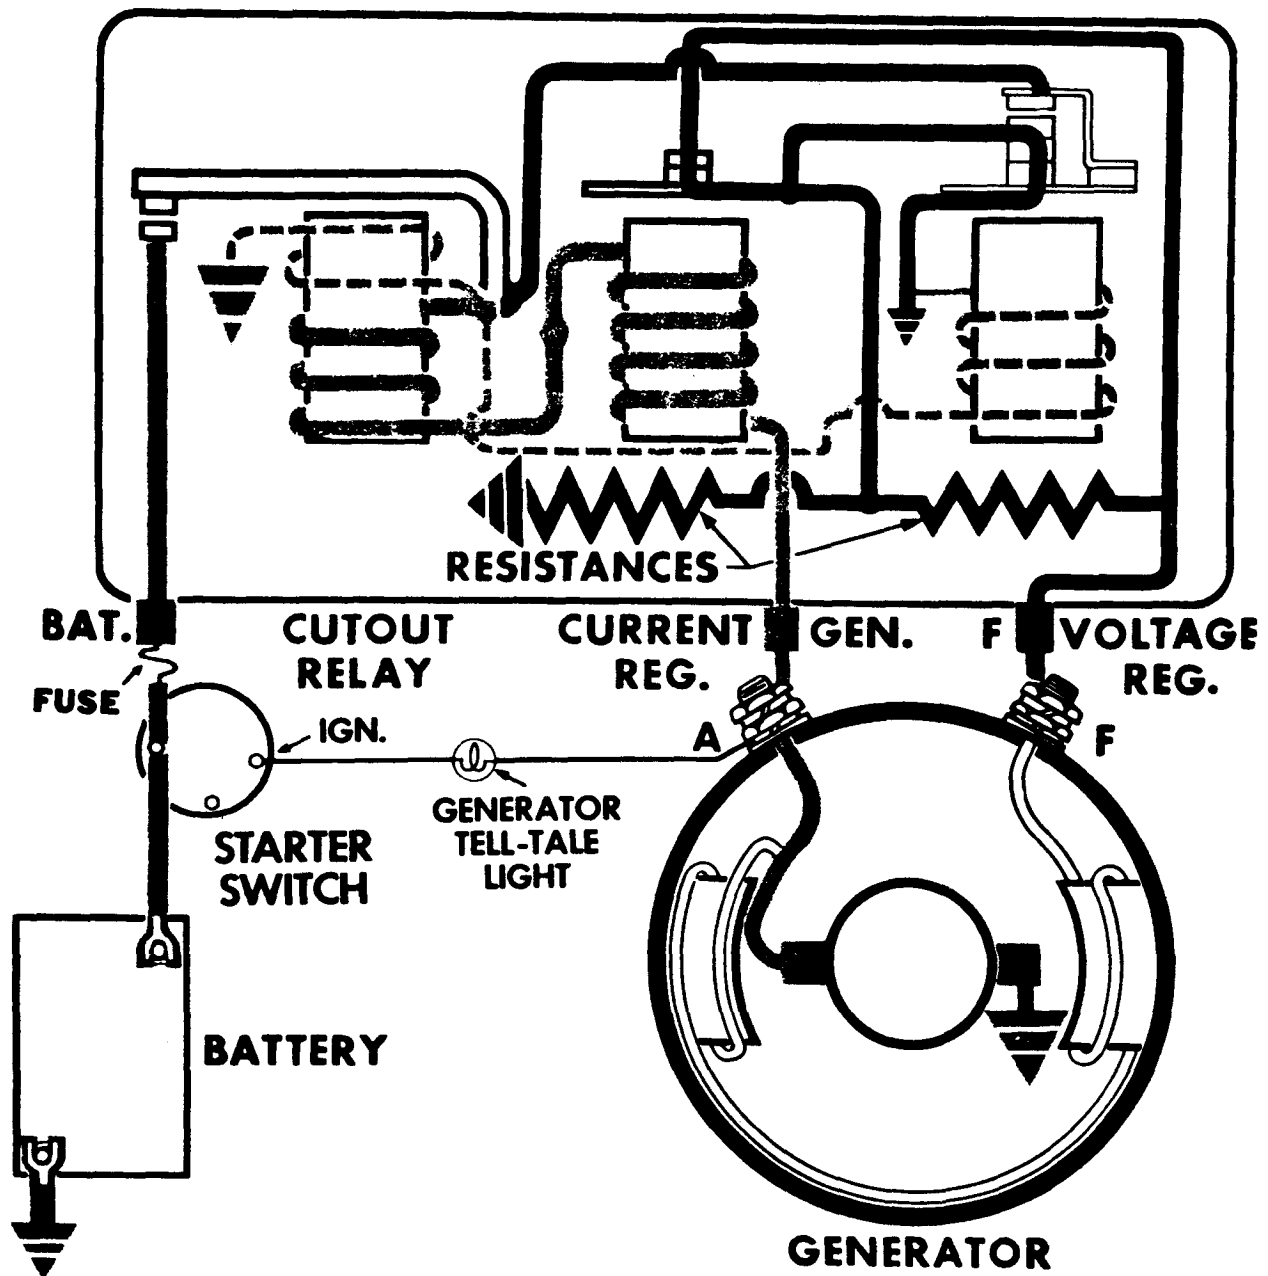 RESISTANCES
BAT.
CUTOUT
RELAY
CURRENT
REG.
GEN.
F
VOLTAGE
REG.
FUSE
IGN.
A
F
GENERATOR
TELL-TALE
LIGHT
STARTER
SWITCH
BATTERY
GENERATOR